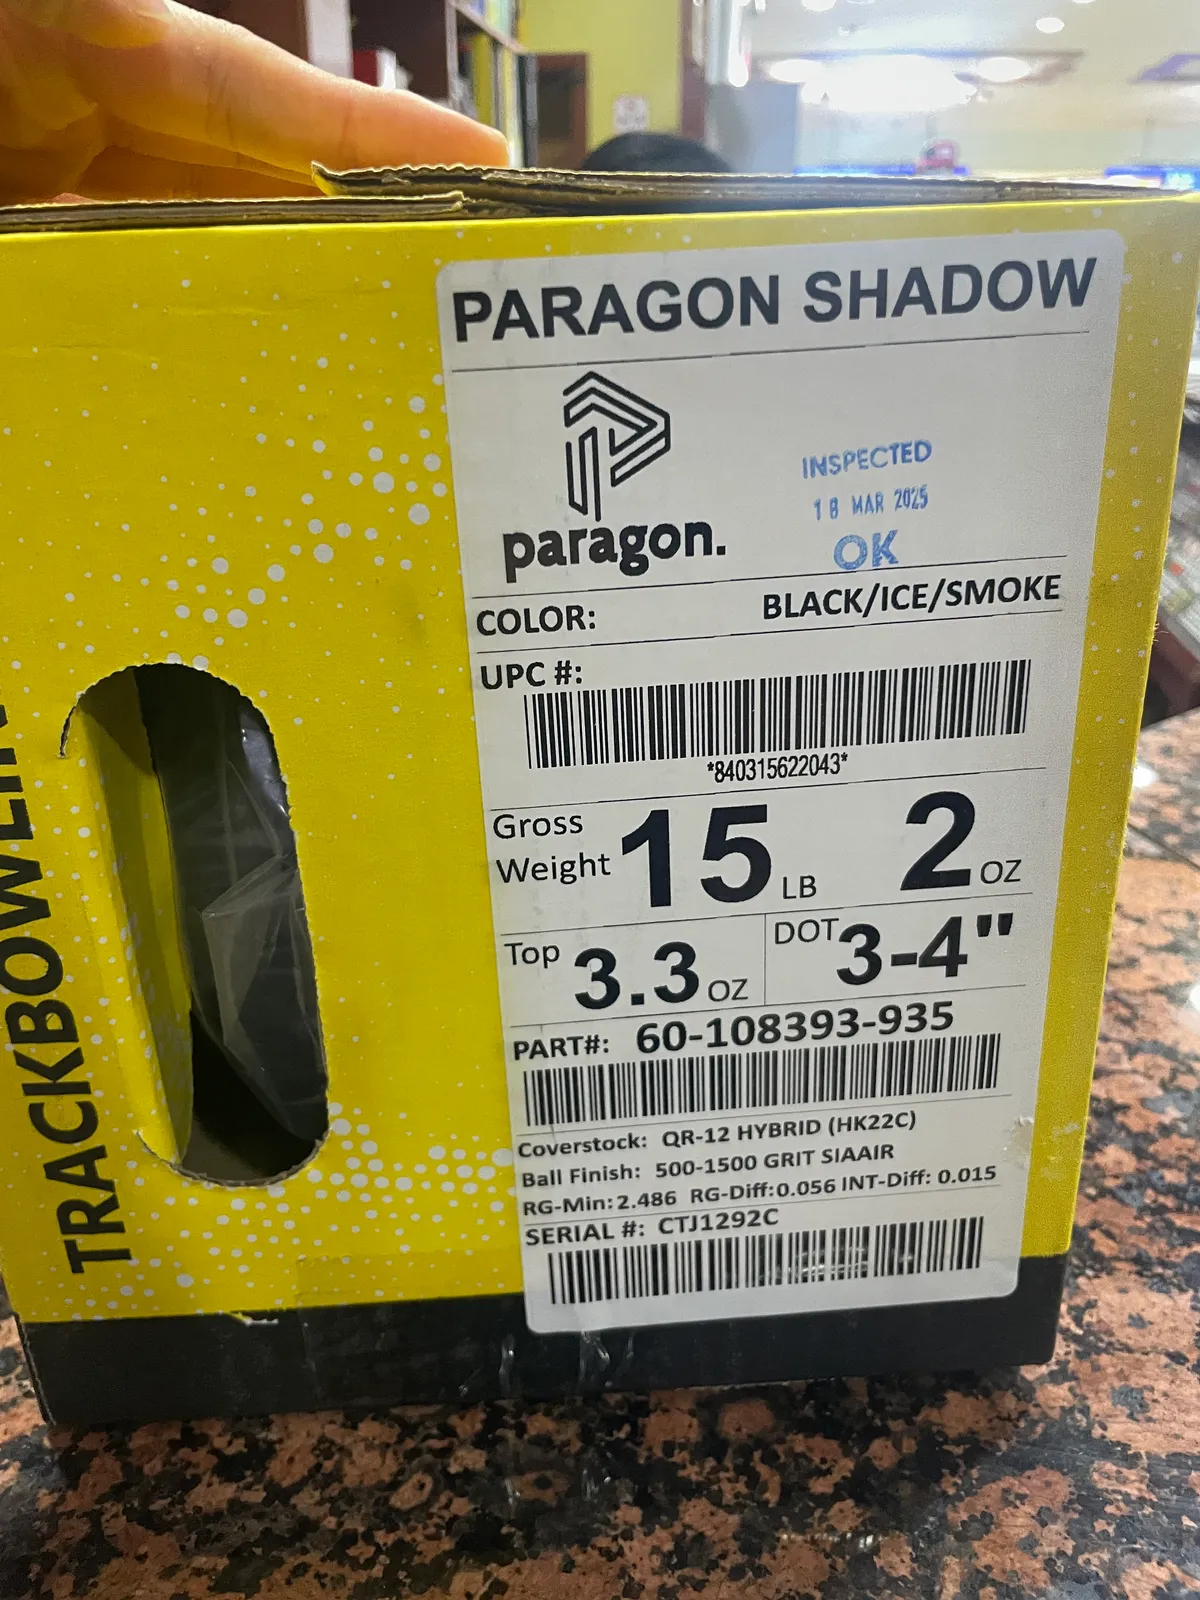 PARAGON SHADOW
paragon.
INSPECTED
18 MAR 2025
OK
COLOR: BLACK/ICE/SMOKE
UPC #:
*840315622043*
Gross Weight 15 LB 2 OZ
Top 3.3 OZ DOT 3-4"
PART#: 60-108393-935
Coverstock: QR-12 HYBRID (HK22C)
Ball Finish: 500-1500 GRIT SIAAIR
RG-Min: 2.486 RG-Diff: 0.056 INT-Diff: 0.015
SERIAL #: CTJ1292C